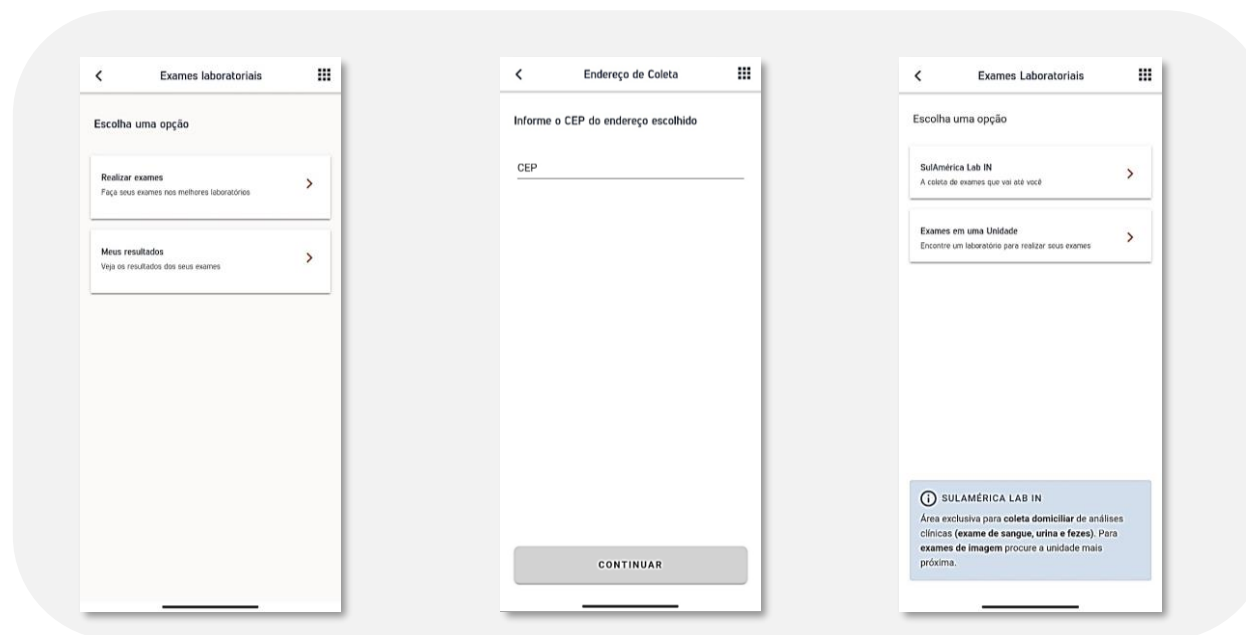 Exames laboratoriais
Escolha uma opção
Realizar exames
Faça seus exames nos melhores laboratórios
Meus resultados
Veja os resultados dos seus exames
Endereço de Coleta
Informe o CEP do endereço escolhido
CEP
CONTINUAR
Exames Laboratoriais
Escolha uma opção
SulAmérica Lab IN
A coleta de exames que vai até você
Exames em uma Unidade
Encontre um laboratório para realizar seus exames
SULAMÉRICA LAB IN
Área exclusiva para coleta domiciliar de análises
clínicas (exame de sangue, urina e fezes). Para
exames de imagem procure a unidade mais
próxima.